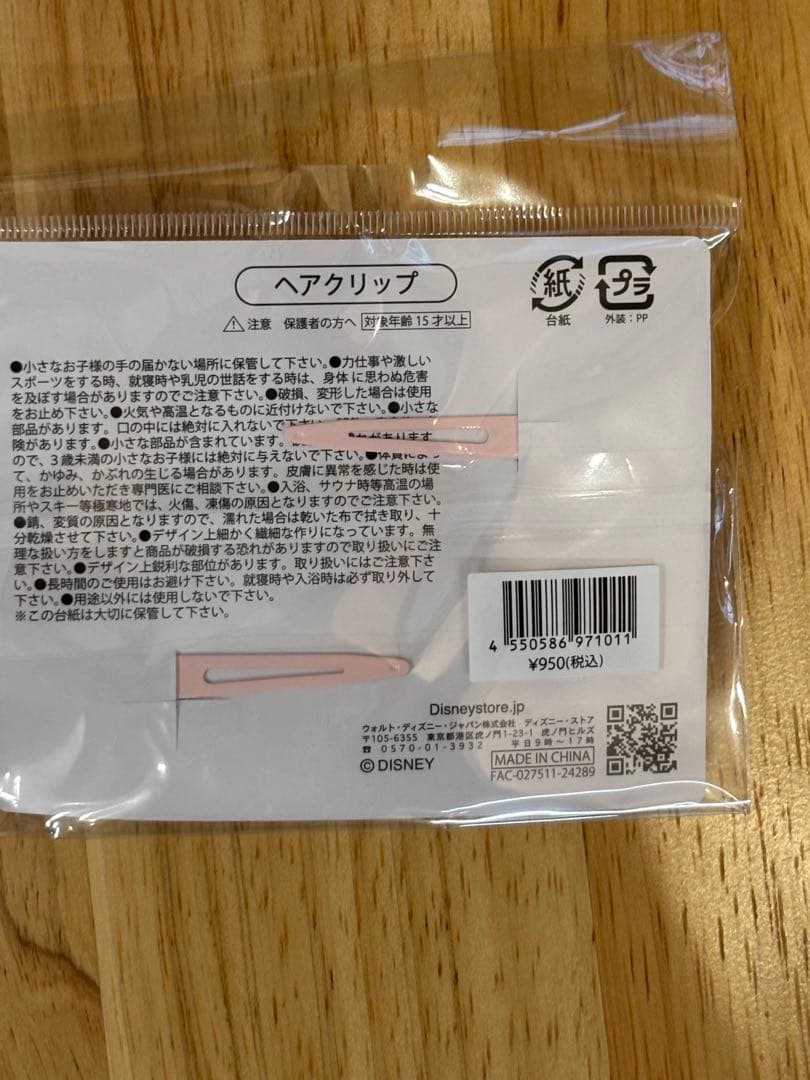 ヘアクリップ
紙
プラ
台紙
外装：PP
注意 保護者の方へ 対象年齢15才以上
●小さなお子様の手の届かない場所に保管して下さい。●力仕事や激しい
スポーツをする時、就寝時や乳児の世話をする時は、身体に思わぬ危害
を及ぼす場合がありますのでご注意下さい。●破損、変形した場合は使用
をお止め下さい。●火気や高温となるものに近付けないで下さい。●小さな
部品があります。口の中には絶対に入れないで下さい
険があります。●小さな部品が含まれています。 があります
ので、3歳未満の小さなお子様には絶対に与えないで下さい。●体質によっ
て、かゆみ、かぶれの生じる場合があります。皮膚に異常を感じた時は使
用をお止めいただき専門医にご相談下さい。●入浴、サウナ時等高温の場
所やスキー等極寒地では、火傷、凍傷の原因となりますのでご注意下さい。
●錆、変質の原因となりますので、濡れた場合は乾いた布で拭き取り、十
分乾燥させて下さい。●デザイン上細かく繊細な作りになっています。無
理な扱い方をしますと商品が破損する恐れがありますので取り扱いにご注
意下さい。●デザイン上鋭利な部位があります。取り扱いにはご注意下さ
い。●長時間のご使用はお避け下さい。就寝時や入浴時は必ず取り外して
下さい。●用途以外には使用しないで下さい。
※この台紙は大切に保管して下さい。
4 550586 971011
¥950(税込)
Disneystore.jp
ウォルト・ディズニー・ジャパン株式会社 ディズニー・ストア
〒105-6355 東京都港区虎ノ門1-23-1 虎ノ門ヒルズ
☎ 0570-01-3932 平日9時〜17時
©DISNEY
MADE IN CHINA
FAC-027511-24289